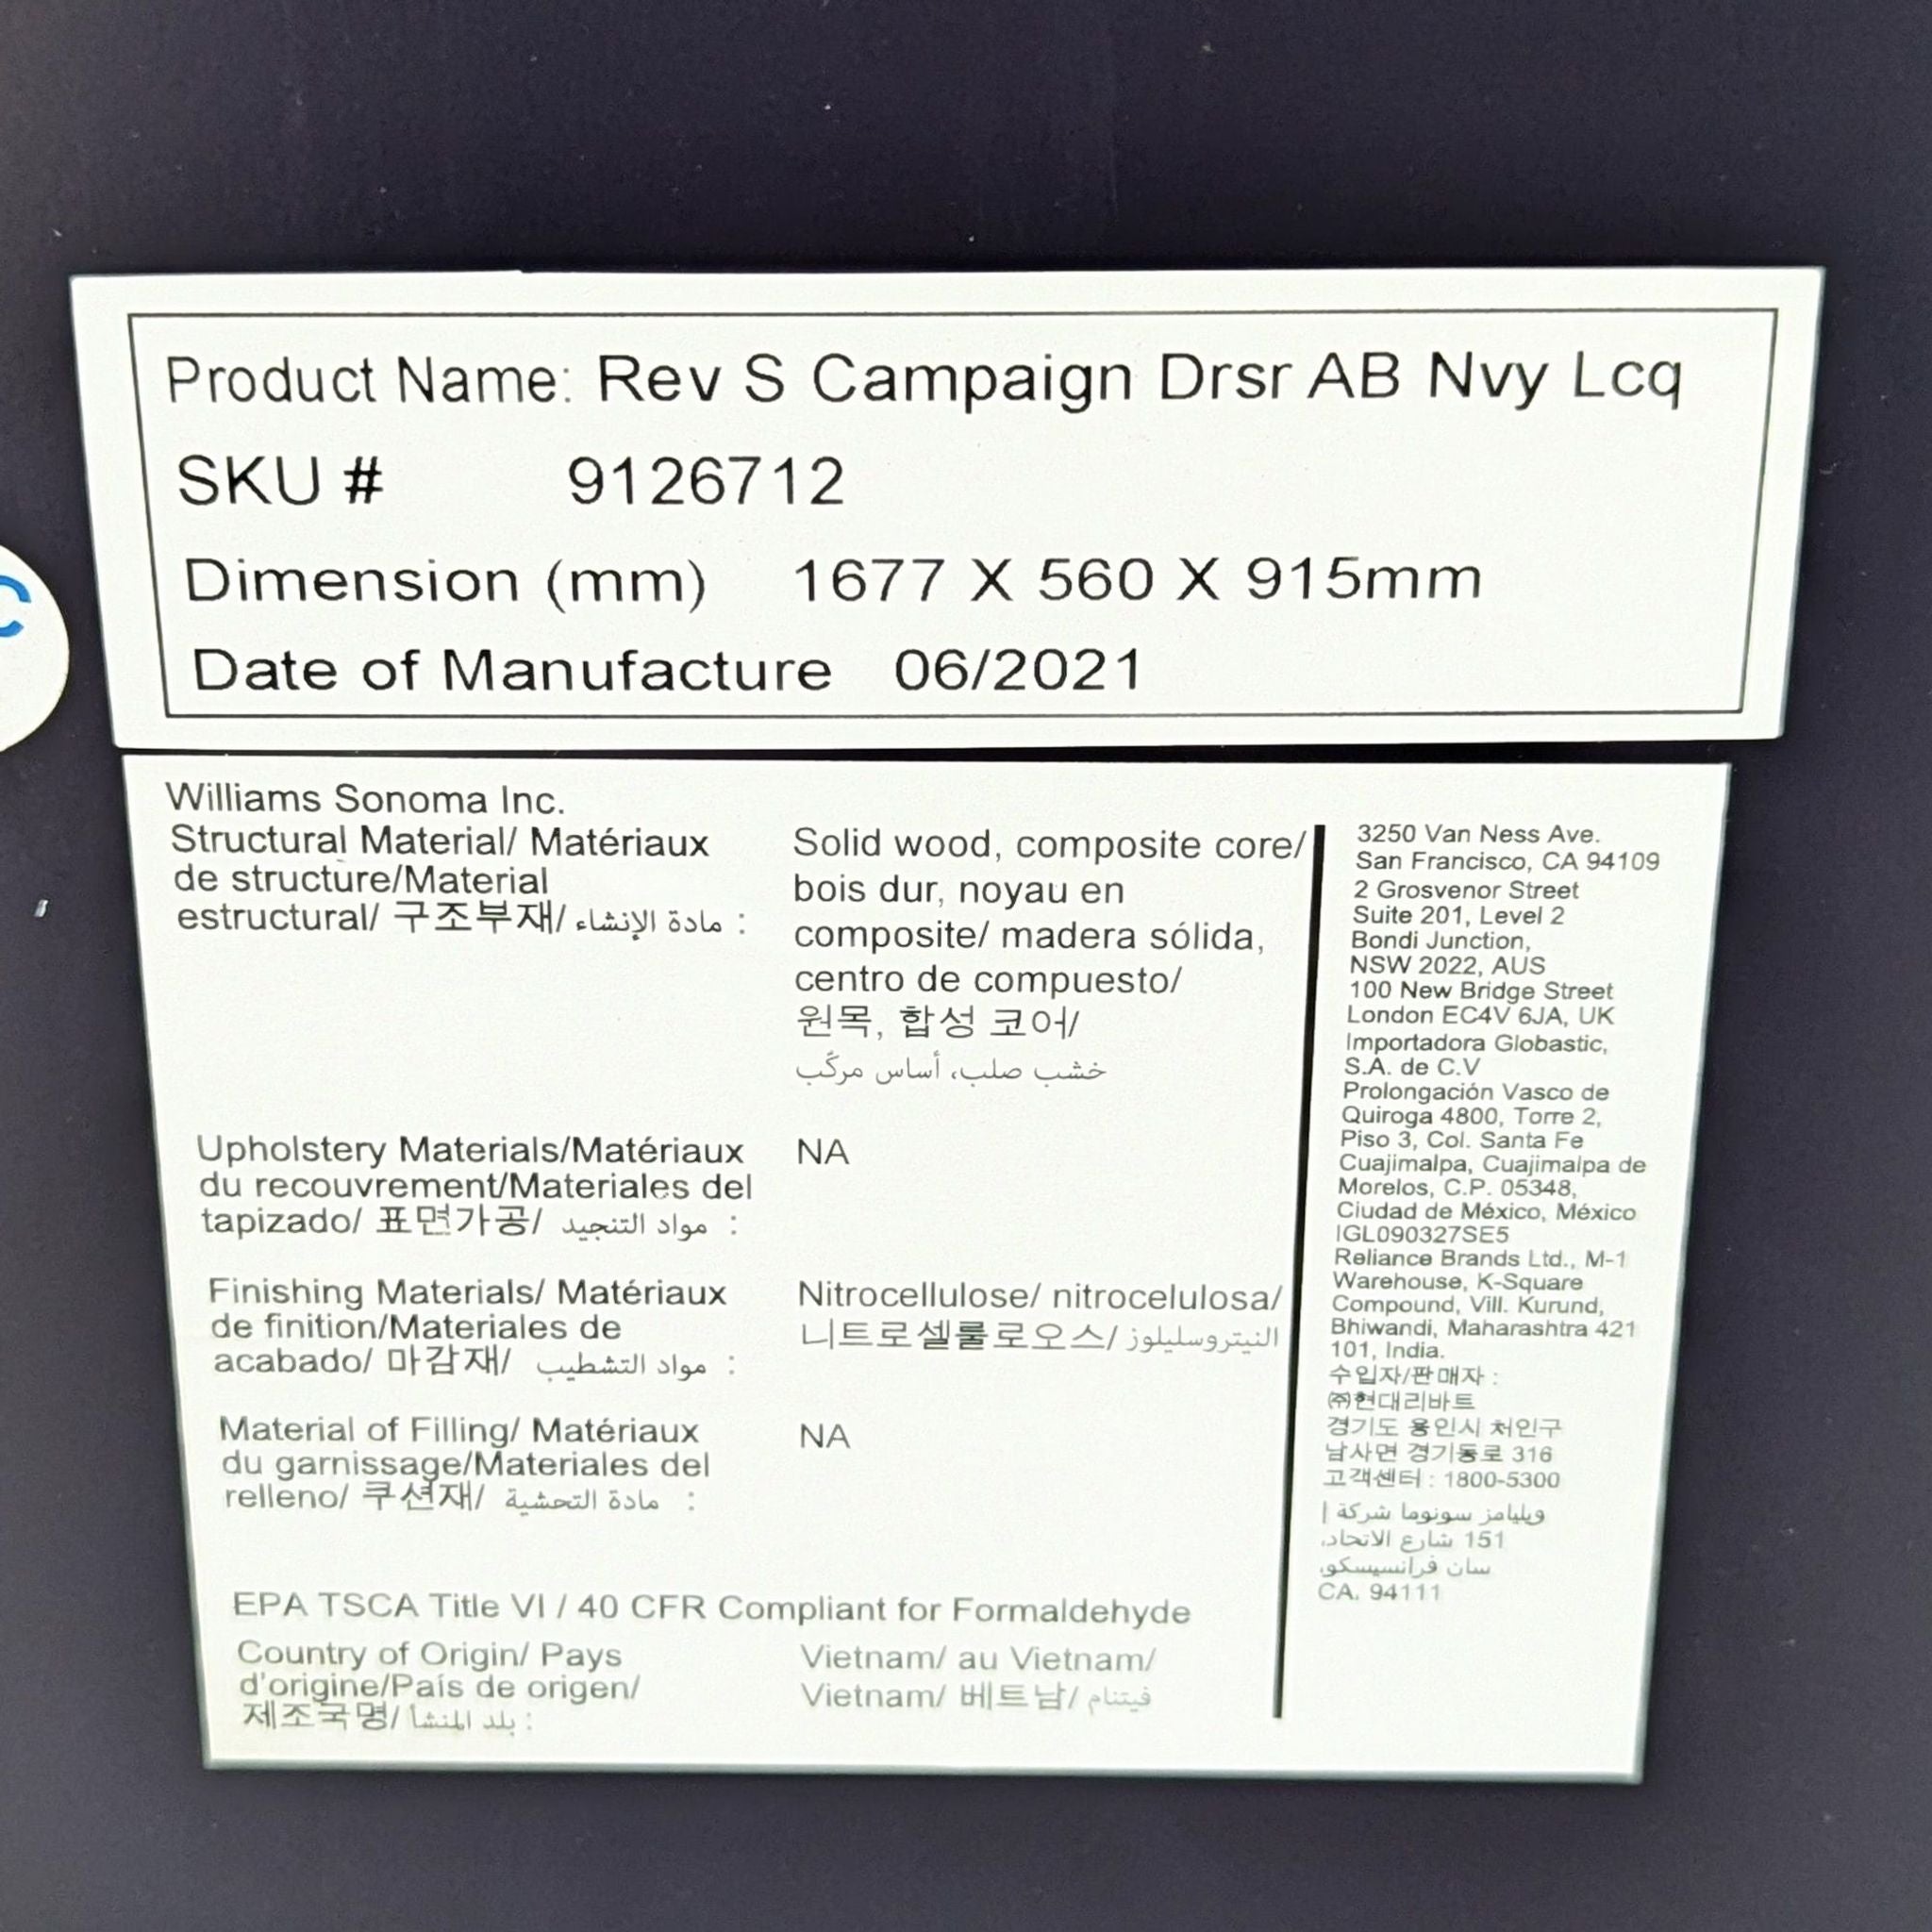 Product Name: Rev S Campaign Drsr AB Nvy Lcq
SKU # 9126712
Dimension (mm) 1677 X 560 X 915mm
Date of Manufacture 06/2021
C
Williams Sonoma Inc.
Structural Material/ Matériaux
de structure/Material
estructural/ 구조부재/ مادة الإنشاء :
Solid wood, composite core/
bois dur, noyau en
composite/ madera sólida,
centro de compuesto/
원목, 합성 코어/
خشب صلب، أساس مركّب
Upholstery Materials/Matériaux
du recouvrement/Materiales del
tapizado/ 표면가공/ مواد التنجيد :
NA
Finishing Materials/ Matériaux
de finition/Materiales de
acabado/ 마감재/ مواد التشطيب :
Nitrocellulose/ nitrocelulosa/
니트로셀룰로오스/ النيتروسليلوز
Material of Filling/ Matériaux
du garnissage/Materiales del
relleno/ 쿠션재/ مادة التحشية :
NA
EPA TSCA Title VI / 40 CFR Compliant for Formaldehyde
Country of Origin/ Pays
d'origine/País de origen/
제조국명/ بلد المنشأ :
Vietnam/ au Vietnam/
Vietnam/ 베트남/ فيتنام
3250 Van Ness Ave.
San Francisco, CA 94109
2 Grosvenor Street
Suite 201, Level 2
Bondi Junction,
NSW 2022, AUS
100 New Bridge Street
London EC4V 6JA, UK
Importadora Globastic,
S.A. de C.V
Prolongación Vasco de
Quiroga 4800, Torre 2,
Piso 3, Col. Santa Fe
Cuajimalpa, Cuajimalpa de
Morelos, C.P. 05348,
Ciudad de México, México
IGL090327SE5
Reliance Brands Ltd., M-1
Warehouse, K-Square
Compound, Vill. Kurund,
Bhiwandi, Maharashtra 421
101, India.
수입자/판매자 :
㈜현대리바트
경기도 용인시 처인구
남사면 경기동로 316
고객센터 : 1800-5300
ويليامز سونوما شركة |
151 شارع الاتحاد،
سان فرانسيسكو،
CA. 94111